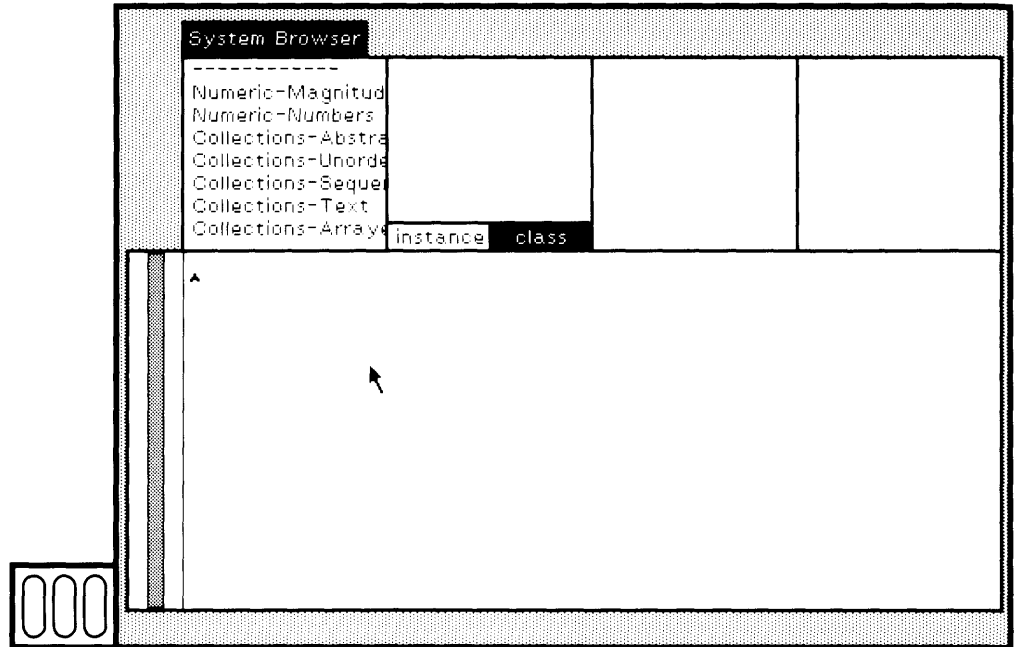 System Browser
------------
Numeric-Magnitud
Numeric-Numbers
Collections-Abstra
Collections-Unorde
Collections-Sequen
Collections-Text
Collections-Arraye
instance class